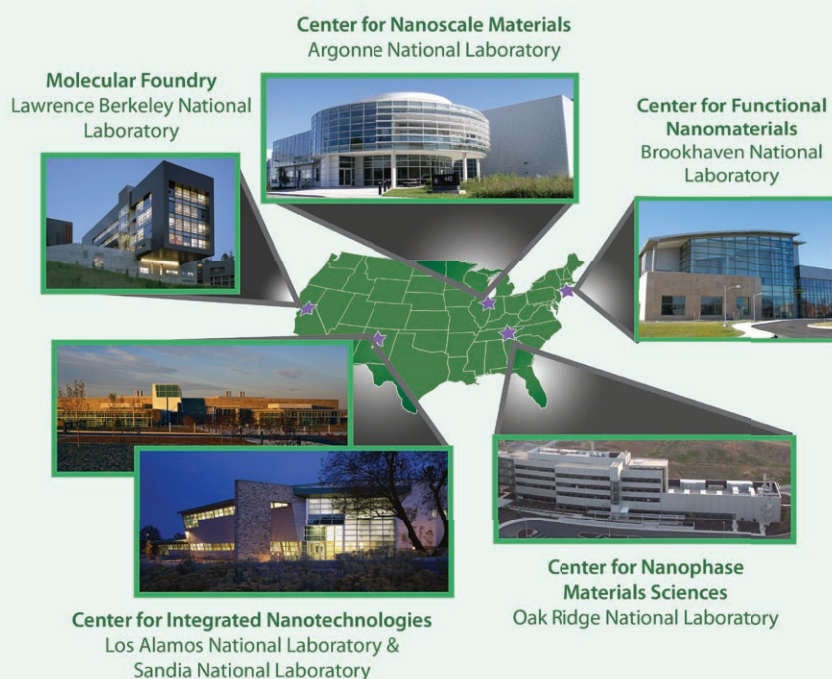 Center for Nanoscale Materials
Argonne National Laboratory
Molecular Foundry
Lawrence Berkeley National
Laboratory
Center for Functional
Nanomaterials
Brookhaven National
Laboratory
Center for Integrated Nanotechnologies
Los Alamos National Laboratory &
Sandia National Laboratory
Center for Nanophase
Materials Sciences
Oak Ridge National Laboratory